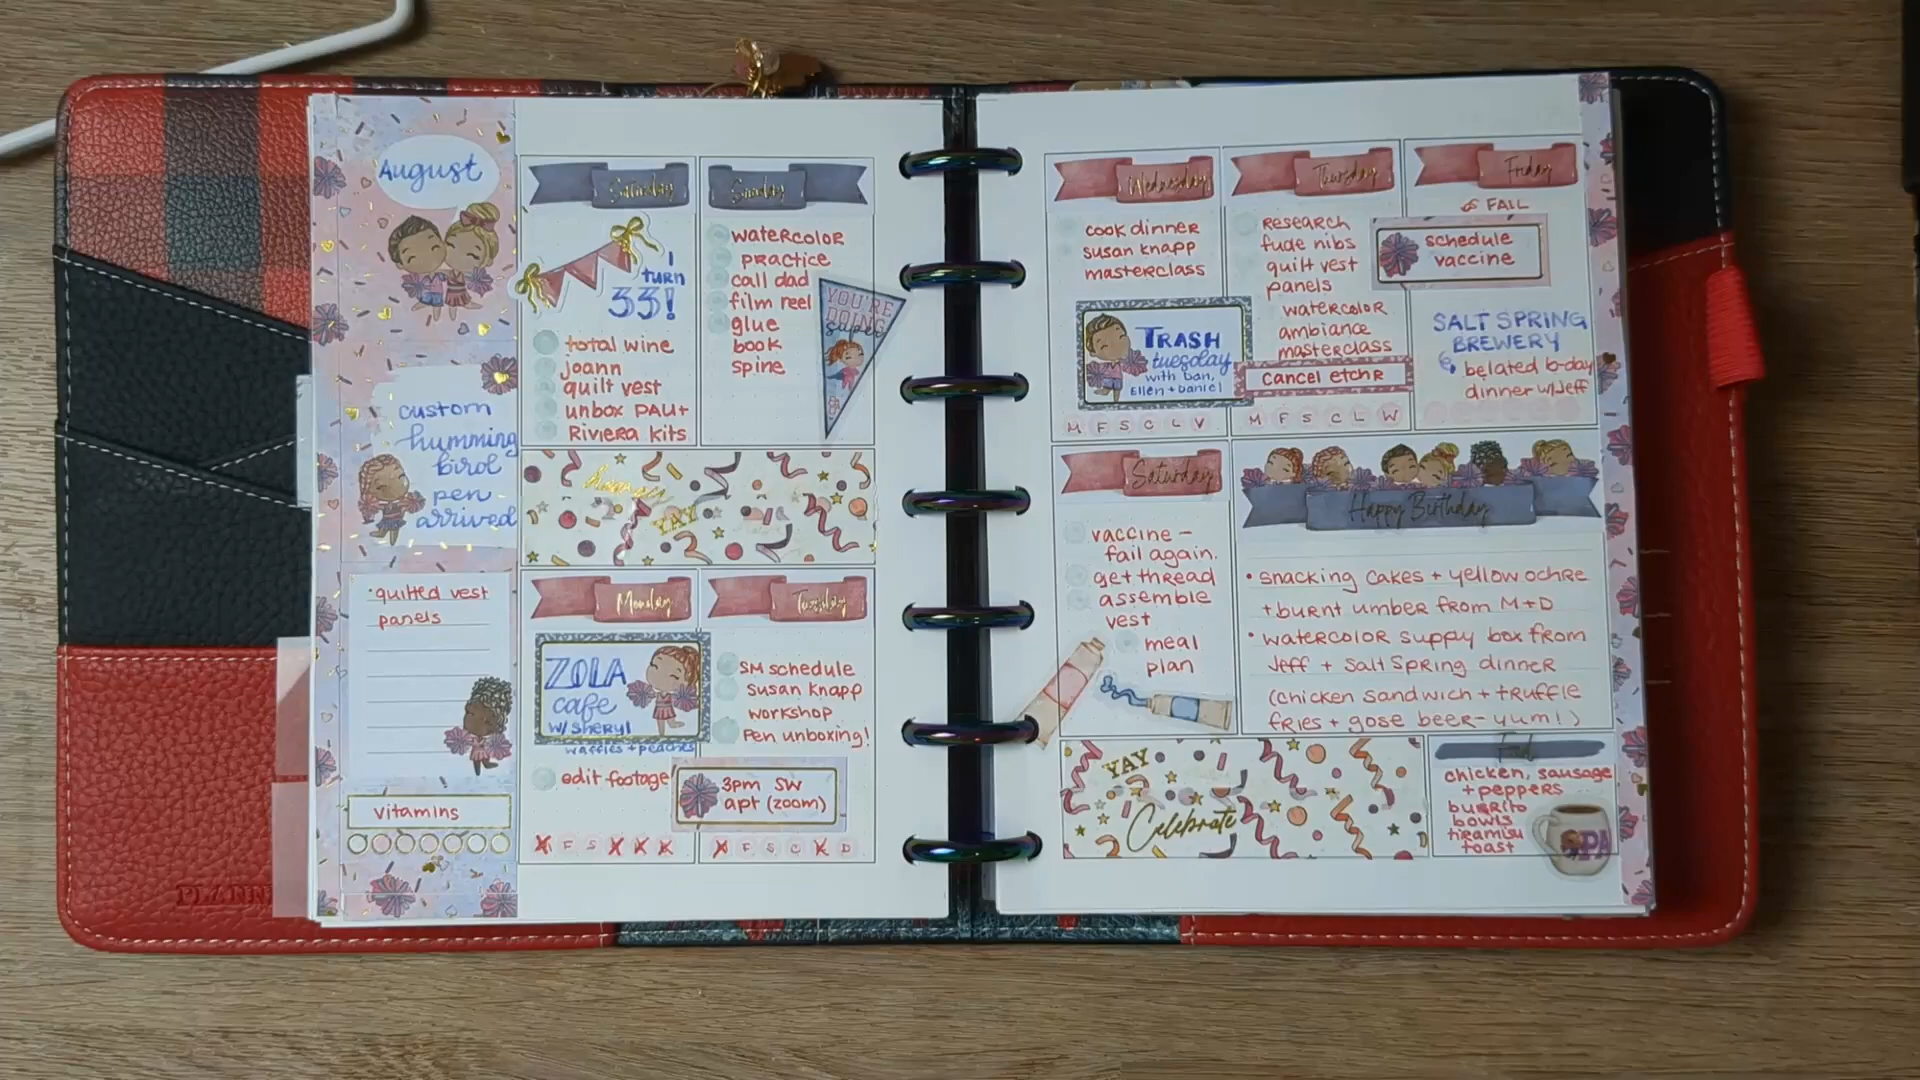 August
custom
humming
bird
pen
arrived
• quilted vest
panels
vitamins
PLANN
Saturday
I
turn
33!
total wine
joann
quilt vest
unbox PAU+
Riviera kits
Sunday
watercolor
practice
call dad
film reel
glue
book
spine
YOU'RE
DOING
super
YAY
Monday
ZOLA
cafe
w/sheryl
waffles + peaches
edit footage
X F S X X X
Tuesday
SM schedule
susan knapp
workshop
Pen unboxing!
3pm SW
apt (zoom)
X F S C X D
Wednesday
cook dinner
susan knapp
masterclass
TRASH
tuesday
with Dan,
Ellen + Daniel
M F S C L V
Thursday
research
fude nibs
quilt vest
panels
watercolor
ambiance
masterclass
cancel etchr
M F S C L W
Friday
FAIL
schedule
vaccine
SALT SPRING
BREWERY
belated b-day
dinner w/Jeff
Saturday
vaccine –
fail again.
get thread
assemble
vest
meal
plan
Happy Birthday
• snacking cakes + yellow ochre
+ burnt umber from M+D
• watercolor suppy box from
Jeff + Salt Spring dinner
(chicken sandwich + truffle
fries + gose beer – yum!)
YAY
Celebrate
chicken, sausage
+ peppers
burrito
bowls
tiramisu
toast